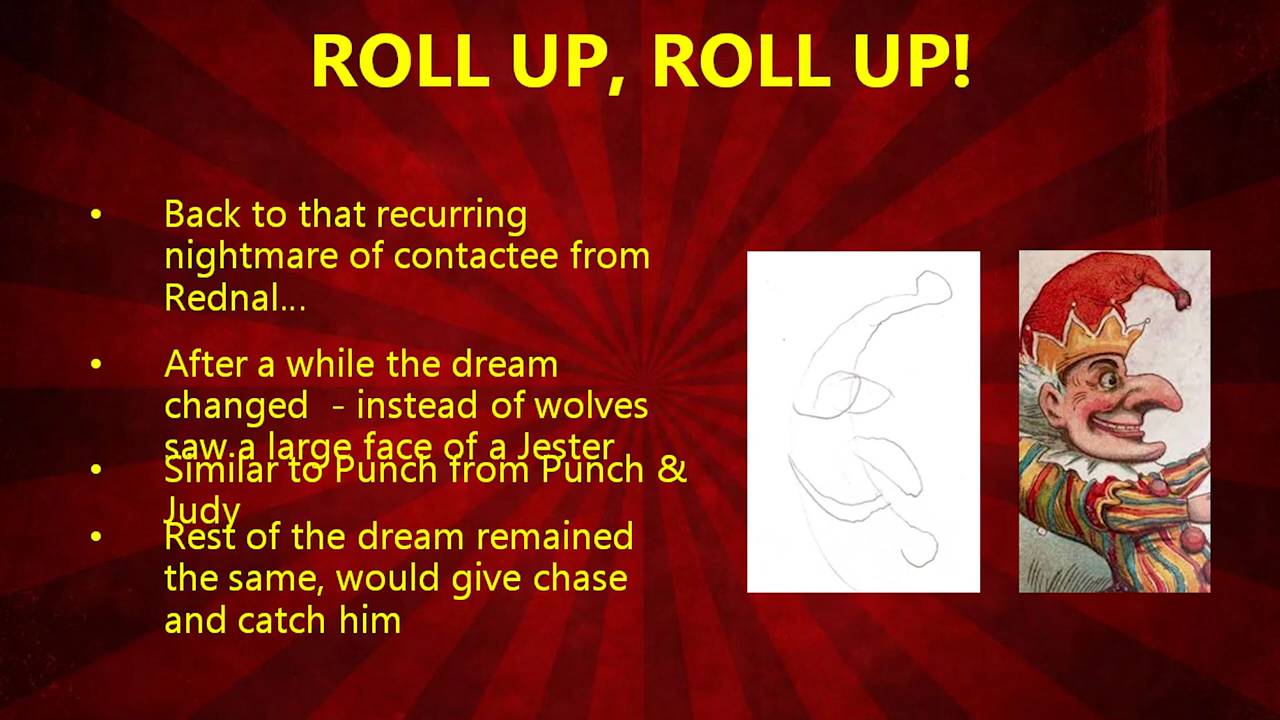 ROLL UP, ROLL UP!
• Back to that recurring
nightmare of contactee from
Rednal...
• After a while the dream
changed  - instead of wolves
saw a large face of a Jester
• Similar to Punch from Punch &
Judy
• Rest of the dream remained
the same, would give chase
and catch him